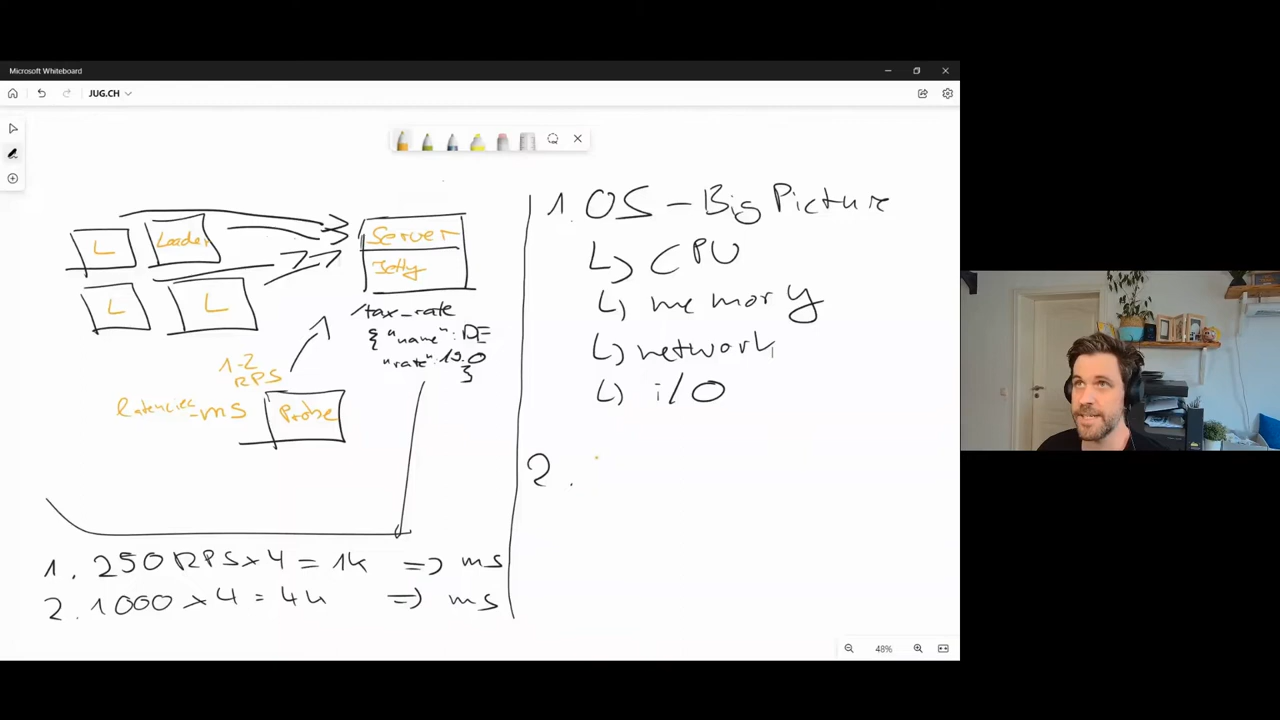 Microsoft Whiteboard
JUG.CH
L
Loader
L
L
Server
Jetty
/tax_rate
{ "name": DE
"rate": 19.0
}
1-2
RPS
latencies -ms
Probe
1. 250 RPS x 4 = 1k => ms
2. 1000 x 4 = 4k => ms
1. OS - Big Picture
↳ CPU
↳ memory
↳ network
↳ i/O
2.
48%